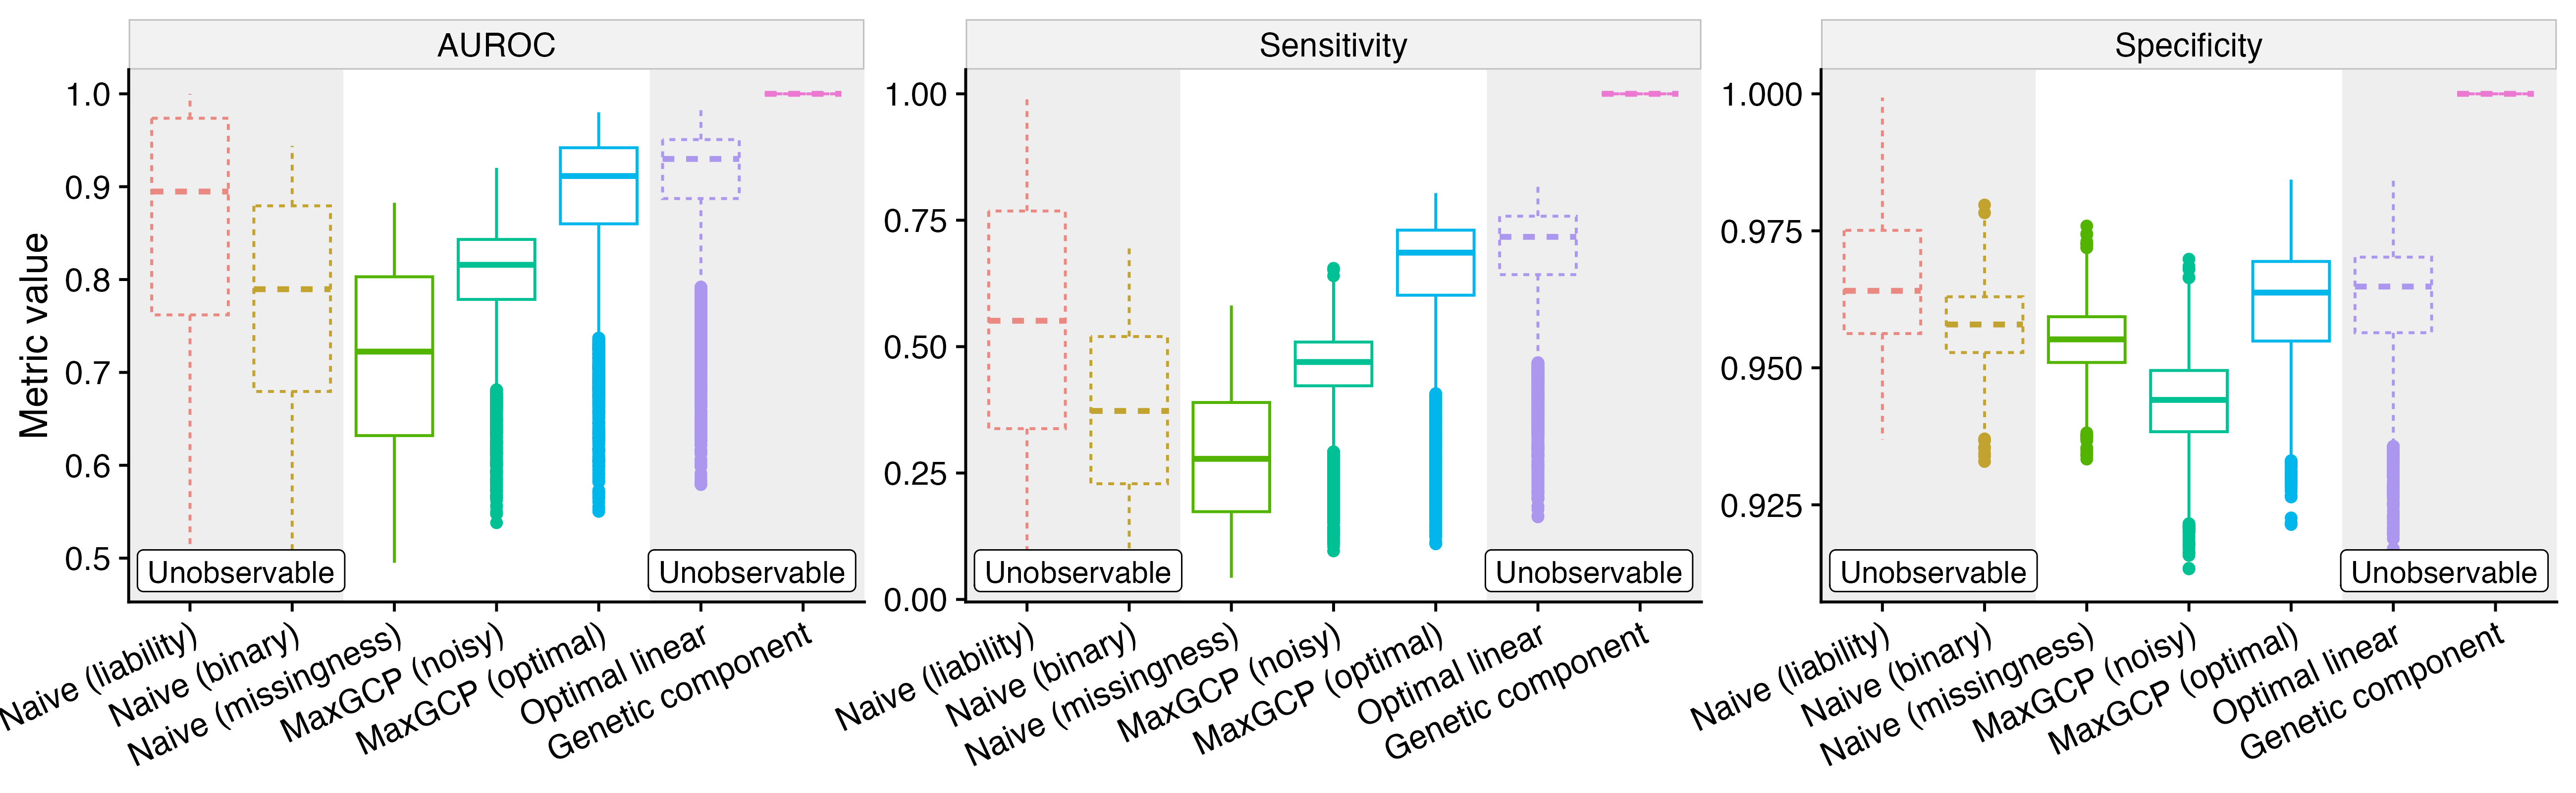 AUROC
Sensitivity
Specificity
Metric value
1.0
0.9
0.8
0.7
0.6
0.5
Unobservable
Unobservable
Naive (liability)
Naive (binary)
Naive (missingness)
MaxGCP (noisy)
MaxGCP (optimal)
Optimal linear
Genetic component
1.00
0.75
0.50
0.25
0.00
Unobservable
Unobservable
Naive (liability)
Naive (binary)
Naive (missingness)
MaxGCP (noisy)
MaxGCP (optimal)
Optimal linear
Genetic component
1.000
0.975
0.950
0.925
Unobservable
Unobservable
Naive (liability)
Naive (binary)
Naive (missingness)
MaxGCP (noisy)
MaxGCP (optimal)
Optimal linear
Genetic component